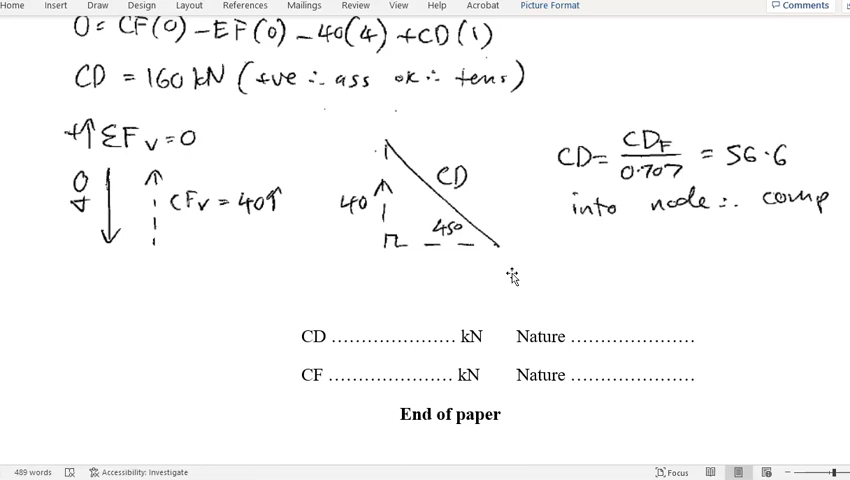 Home Insert Draw Design Layout References Mailings Review View Help Picture Format Comments
0 = CF(0) - EF(0) - 40(4) + CD(1)
CD = 160 kN (+ve ∴ ass ok ∴ tens)
+↑ ΣFv = 0
40 ↓ CFv = 40↑
40 CD 45°
CD = CDF / 0.707 = 56.6
into node ∴ comp
CD ………………… kN Nature …………………
CF ………………… kN Nature …………………
End of paper
489 words Accessibility: Investigate Focus